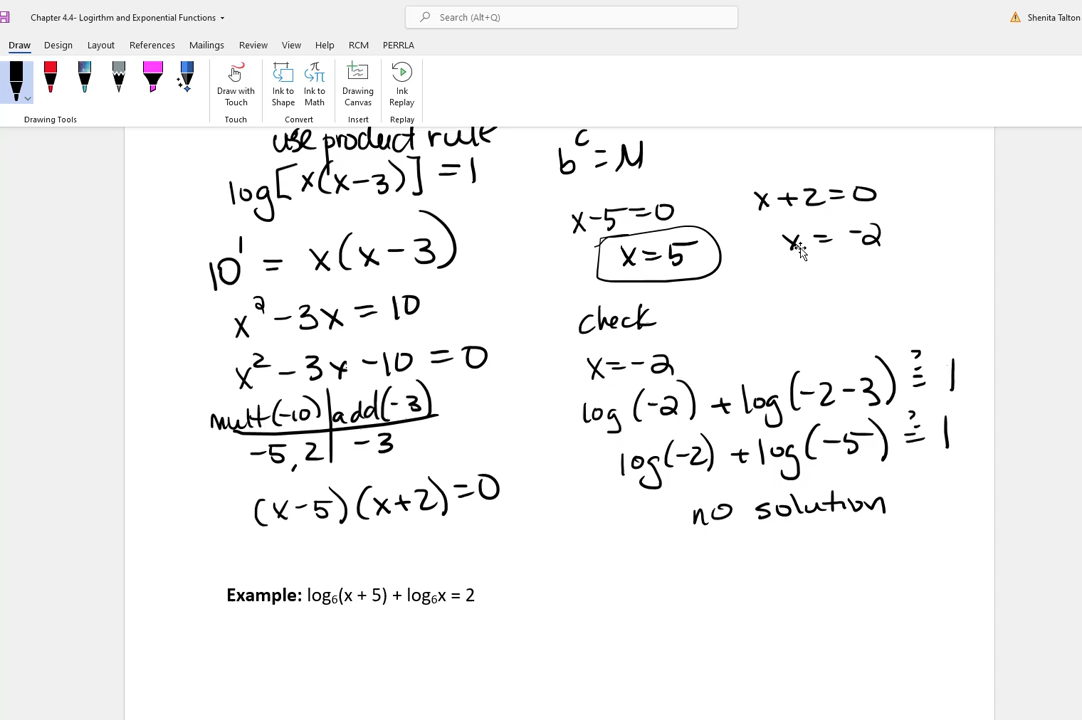 Chapter 4.4- Logirthm and Exponential Functions
Search (Alt+Q)
Shenita Talton
Draw Design Layout References Mailings Review View Help RCM PERRLA
Draw with Touch
Ink to Shape
Ink to Math
Drawing Canvas
Ink Replay
Drawing Tools
Touch
Convert
Insert
Replay
use product rule
log[x(x-3)] = 1
10¹ = x(x-3)
x² - 3x = 10
x² - 3x - 10 = 0
mult(-10) | add(-3)
-5, 2 | -3
(x-5)(x+2) = 0
b^c = M
x-5=0
x=5
x+2=0
x = -2
check
x=-2
log(-2) + log(-2-3) ≟ 1
log(-2) + log(-5) ≟ 1
no solution
Example: log₆(x + 5) + log₆x = 2